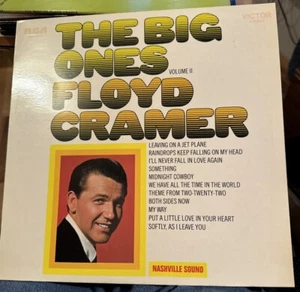 RCA
VICTOR
THE BIG
ONES
VOLUME II
FLOYD
CRAMER
LEAVING ON A JET PLANE
RAINDROPS KEEP FALLING ON MY HEAD
I'LL NEVER FALL IN LOVE AGAIN
SOMETHING
MIDNIGHT COWBOY
WE HAVE ALL THE TIME IN THE WORLD
THEME FROM TWO-TWENTY-TWO
BOTH SIDES NOW
MY WAY
PUT A LITTLE LOVE IN YOUR HEART
SOFTLY, AS I LEAVE YOU
NASHVILLE SOUND